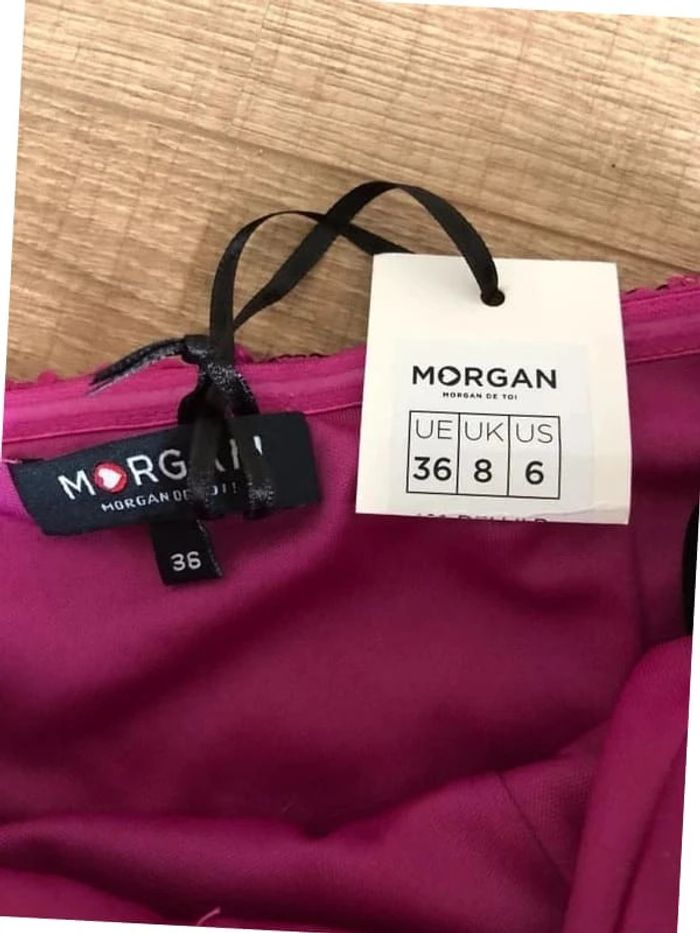 MORGAN
MORGAN DE TOI
UE UK US
36 8 6
MORGAN
MORGAN DE TOI!
36